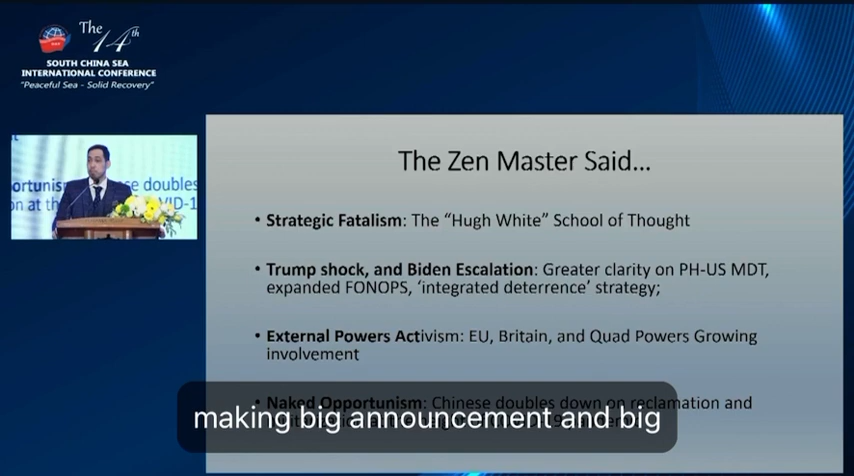 The
14th
SOUTH CHINA SEA
INTERNATIONAL CONFERENCE
"Peaceful Sea - Solid Recovery"
ortunis se doubles
on at th VID-1
The Zen Master Said...
• Strategic Fatalism: The “Hugh White” School of Thought
• Trump shock, and Biden Escalation: Greater clarity on PH-US MDT,
expanded FONOPS, ‘integrated deterrence’ strategy;
• External Powers Activism: EU, Britain, and Quad Powers Growing
involvement
• Naked Opportunism: Chinese doubles down on reclamation and
making big announcement and big